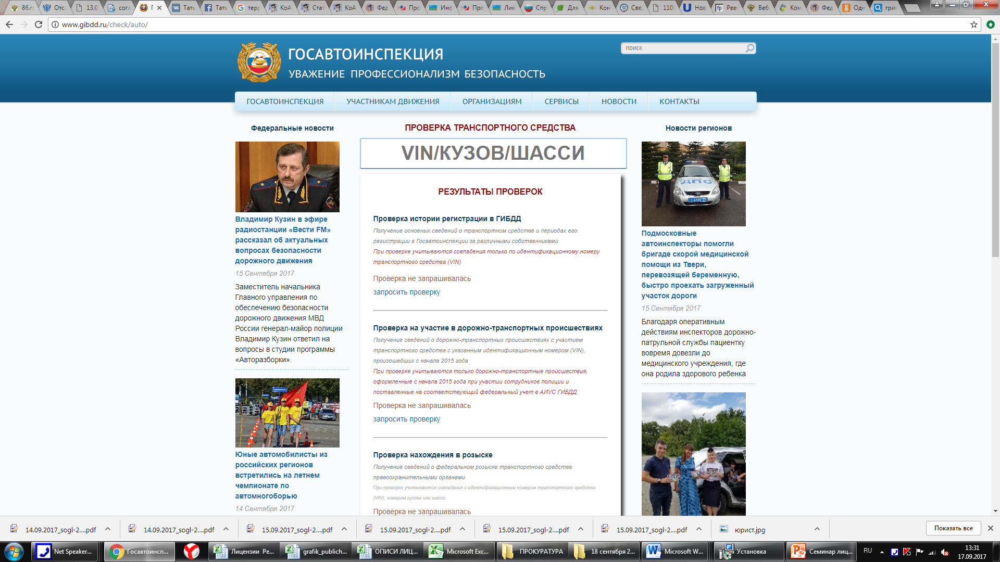 86.г
Отс
13.0
согл
Г
Тать
Тать
терр
КоА
Стат
КоА
Фед
Про
Инф
Про
Лик
Спр
Для
Кон
Све
110
Нов
Рее
Веб
Ком
Фед
Одн
гри
www.gibdd.ru/check/auto/
ГОСАВТОИНСПЕКЦИЯ
УВАЖЕНИЕ ПРОФЕССИОНАЛИЗМ БЕЗОПАСНОСТЬ
поиск
ГОСАВТОИНСПЕКЦИЯ
УЧАСТНИКАМ ДВИЖЕНИЯ
ОРГАНИЗАЦИЯМ
СЕРВИСЫ
НОВОСТИ
КОНТАКТЫ
Федеральные новости
Владимир Кузин в эфире
радиостанции «Вести FM»
рассказал об актуальных
вопросах безопасности
дорожного движения
15 Сентября 2017
Заместитель начальника
Главного управления по
обеспечению безопасности
дорожного движения МВД
России генерал-майор полиции
Владимир Кузин ответил на
вопросы в студии программы
«Авторазборки».
Юные автомобилисты из
российских регионов
встретились на летнем
чемпионате по
автомногоборью
14 Сентября 2017
ПРОВЕРКА ТРАНСПОРТНОГО СРЕДСТВА
VIN/КУЗОВ/ШАССИ
РЕЗУЛЬТАТЫ ПРОВЕРОК
Проверка истории регистрации в ГИБДД
Получение основных сведений о транспортном средстве и периодах его
регистрации в Госавтоинспекции за различными собственниками
При проверке учитываются совпадения только по идентификационному номеру
транспортного средства (VIN)
Проверка не запрашивалась
запросить проверку
Проверка на участие в дорожно-транспортных происшествиях
Получение сведений о дорожно-транспортных происшествиях с участием
транспортного средства с указанным идентификационным номером (VIN),
произошедших с начала 2015 года
При проверке учитываются только дорожно-транспортные происшествия,
оформленные с начала 2015 года при участии сотрудников полиции и
поставленные на соответствующий федеральный учет в АИУС ГИБДД
Проверка не запрашивалась
запросить проверку
Проверка нахождения в розыске
Получение сведений о федеральном розыске транспортного средства
правоохранительными органами
При проверке учитываются совпадения с идентификационным номером транспортного средства
(VIN), номером кузова или шасси
Проверка не запрашивалась
Новости регионов
ДПС
Подмосковные
автоинспекторы помогли
бригаде скорой медицинской
помощи из Твери,
перевозящей беременную,
быстро проехать загруженный
участок дороги
15 Сентября 2017
Благодаря оперативным
действиям инспекторов дорожно-
патрульной службы пациентку
вовремя довезли до
медицинского учреждения, где
она родила здорового ребенка
14.09.2017_sogl-2....pdf
14.09.2017_sogl-2....pdf
15.09.2017_sogl-2....pdf
15.09.2017_sogl-2....pdf
15.09.2017_sogl-2....pdf
15.09.2017_sogl-2....pdf
юрист.jpg
Показать все
Net Speaker...
Госавтоинсп...
Лицензии Ре...
grafik_publich...
ОПИСИ ЛИЦ...
Microsoft Exc...
ПРОКУРАТУРА
18 сентября 2...
Microsoft W...
Установка
Семинар лиц...
RU
13:31
17.09.2017